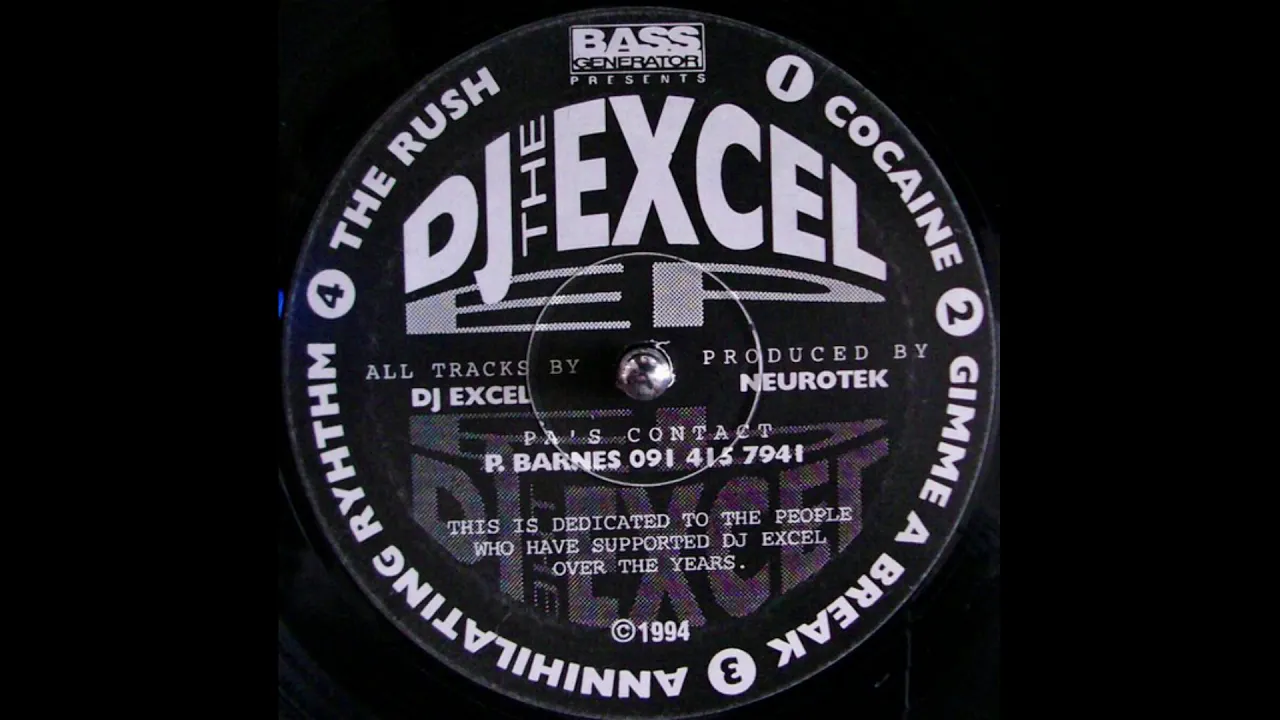 BASS
GENERATOR
PRESENTS
DJ THE EXCEL
EP
ALL TRACKS BY
DJ EXCEL
PRODUCED BY
NEUROTEK
PA'S CONTACT
P. BARNES 091 415 7941
THIS IS DEDICATED TO THE PEOPLE
WHO HAVE SUPPORTED DJ EXCEL
OVER THE YEARS.
©1994
1 COCAINE
2 GIMME A BREAK
3 ANNIHILATING RYHTHM
4 THE RUSH